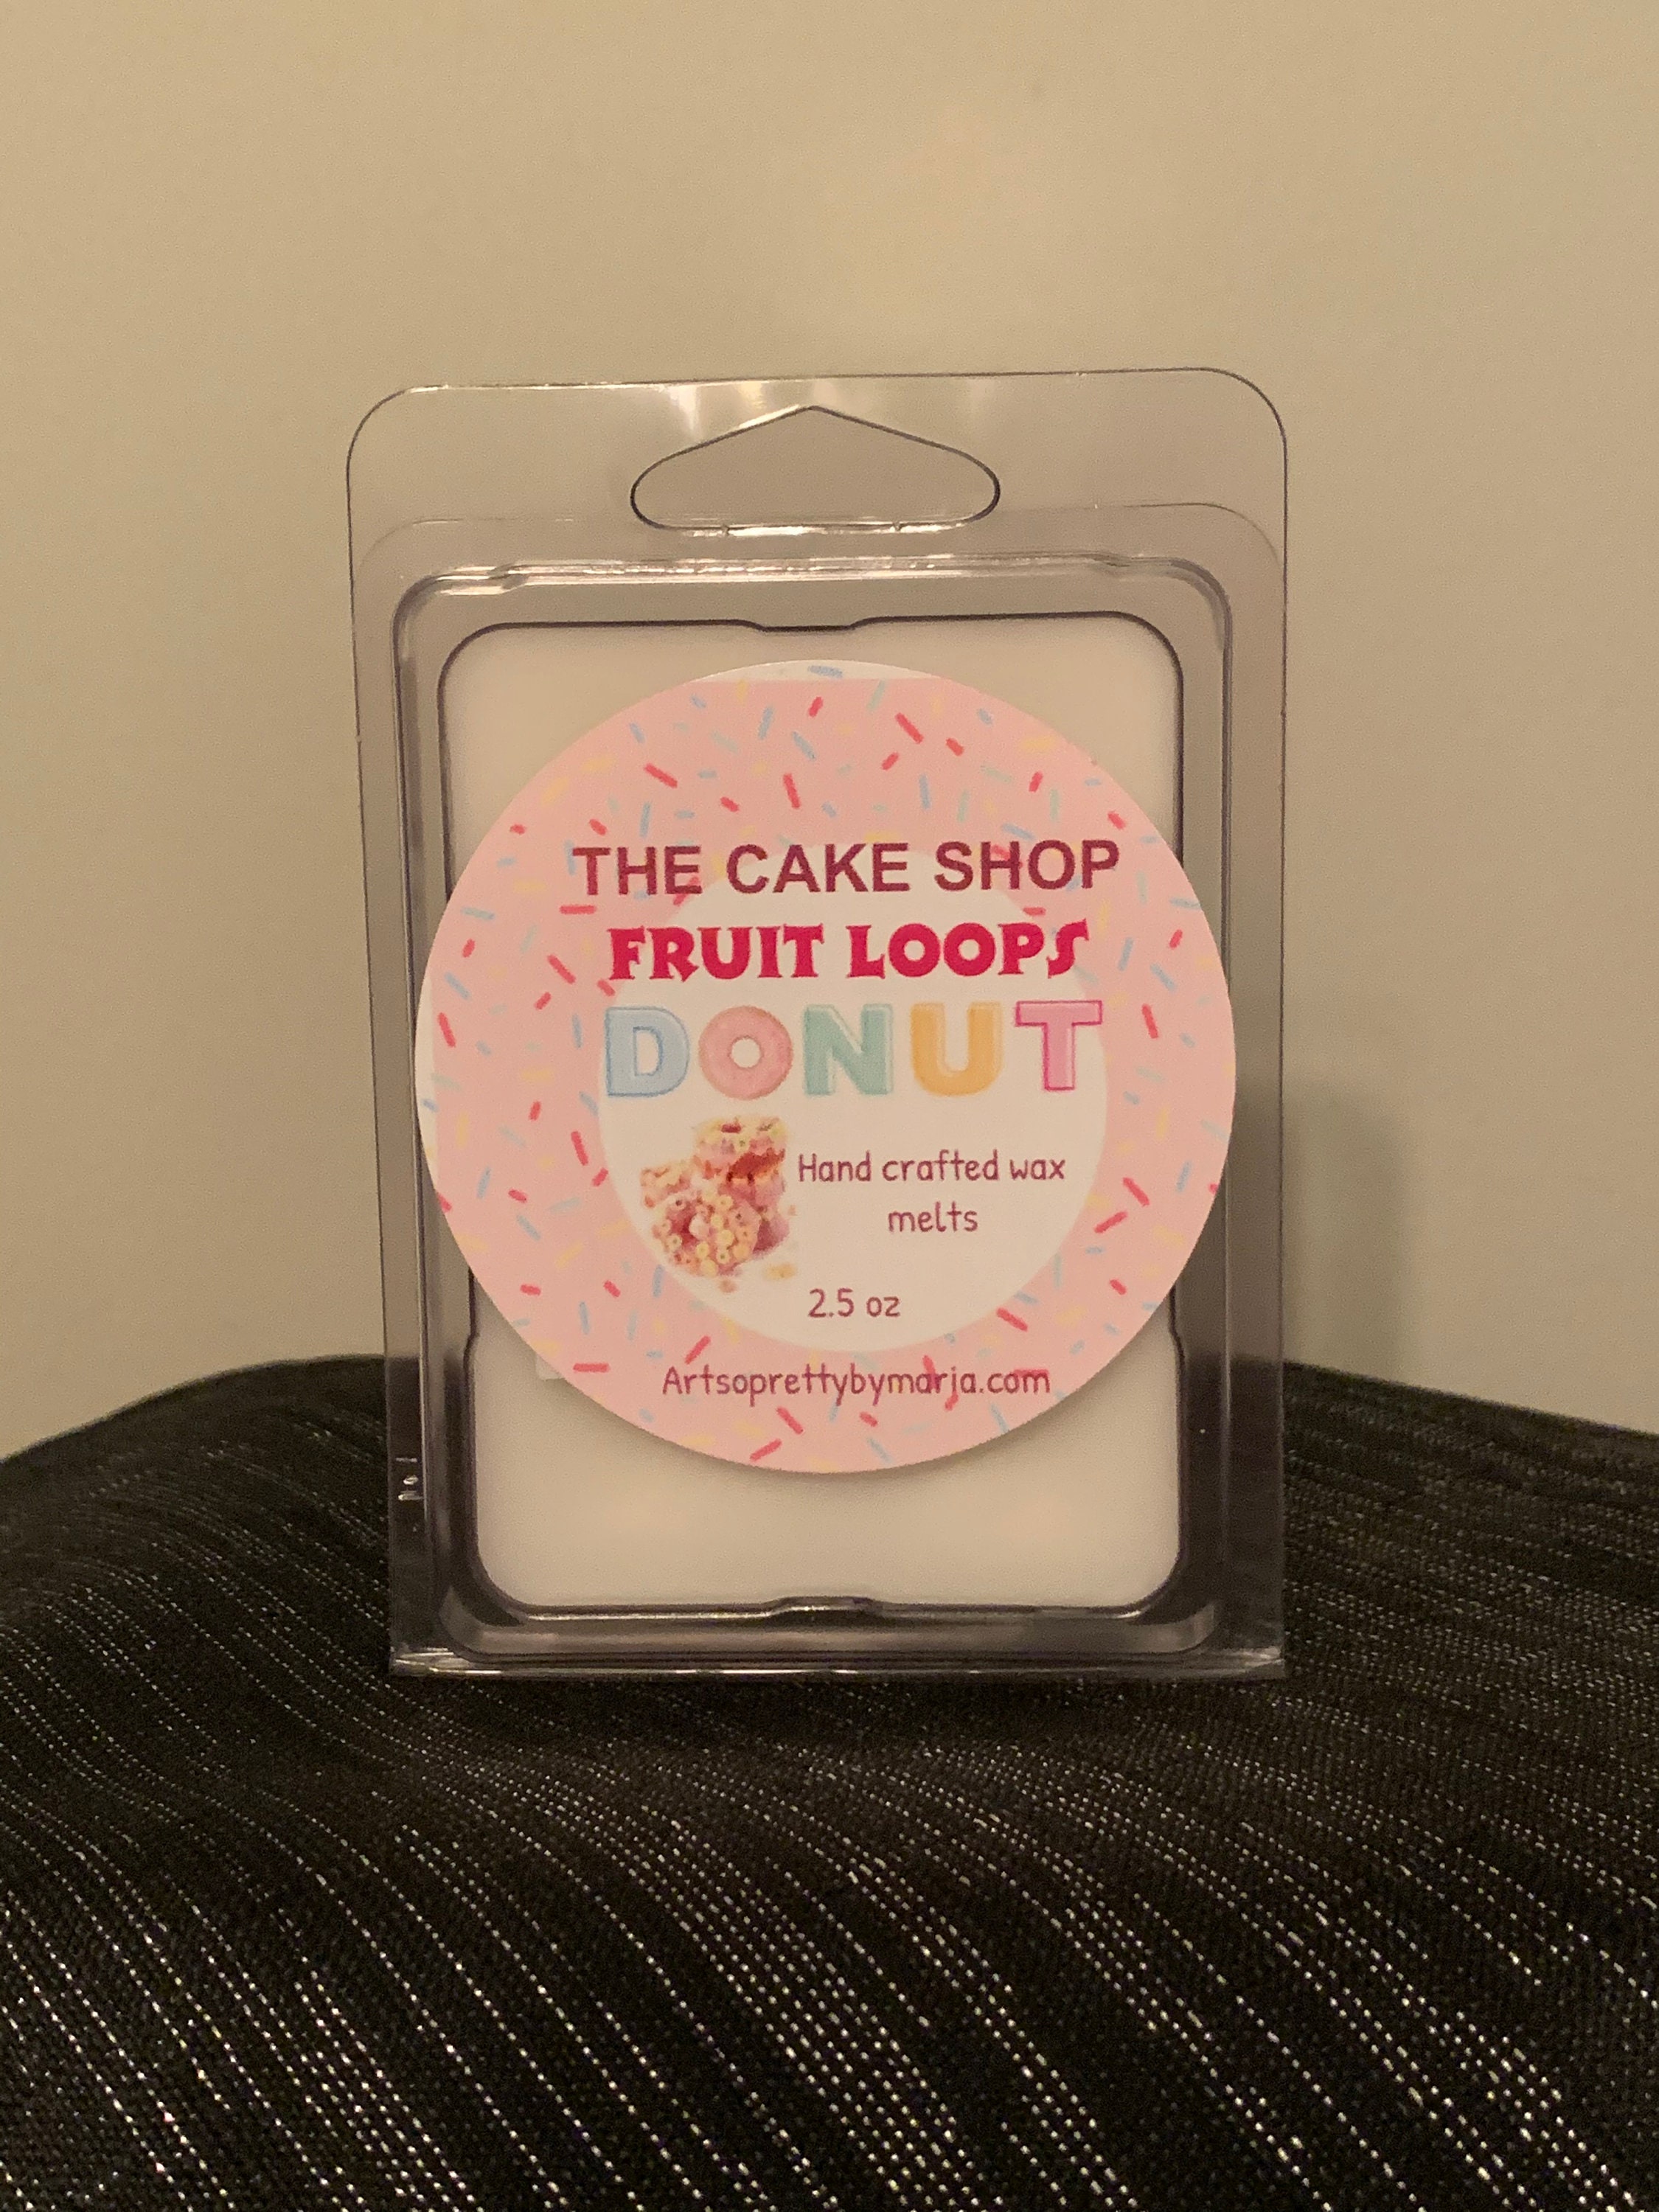 THE CAKE SHOP
FRUIT LOOPS
DONUT
Hand crafted wax
melts
2.5 oz
Artsoprettybymarja.com